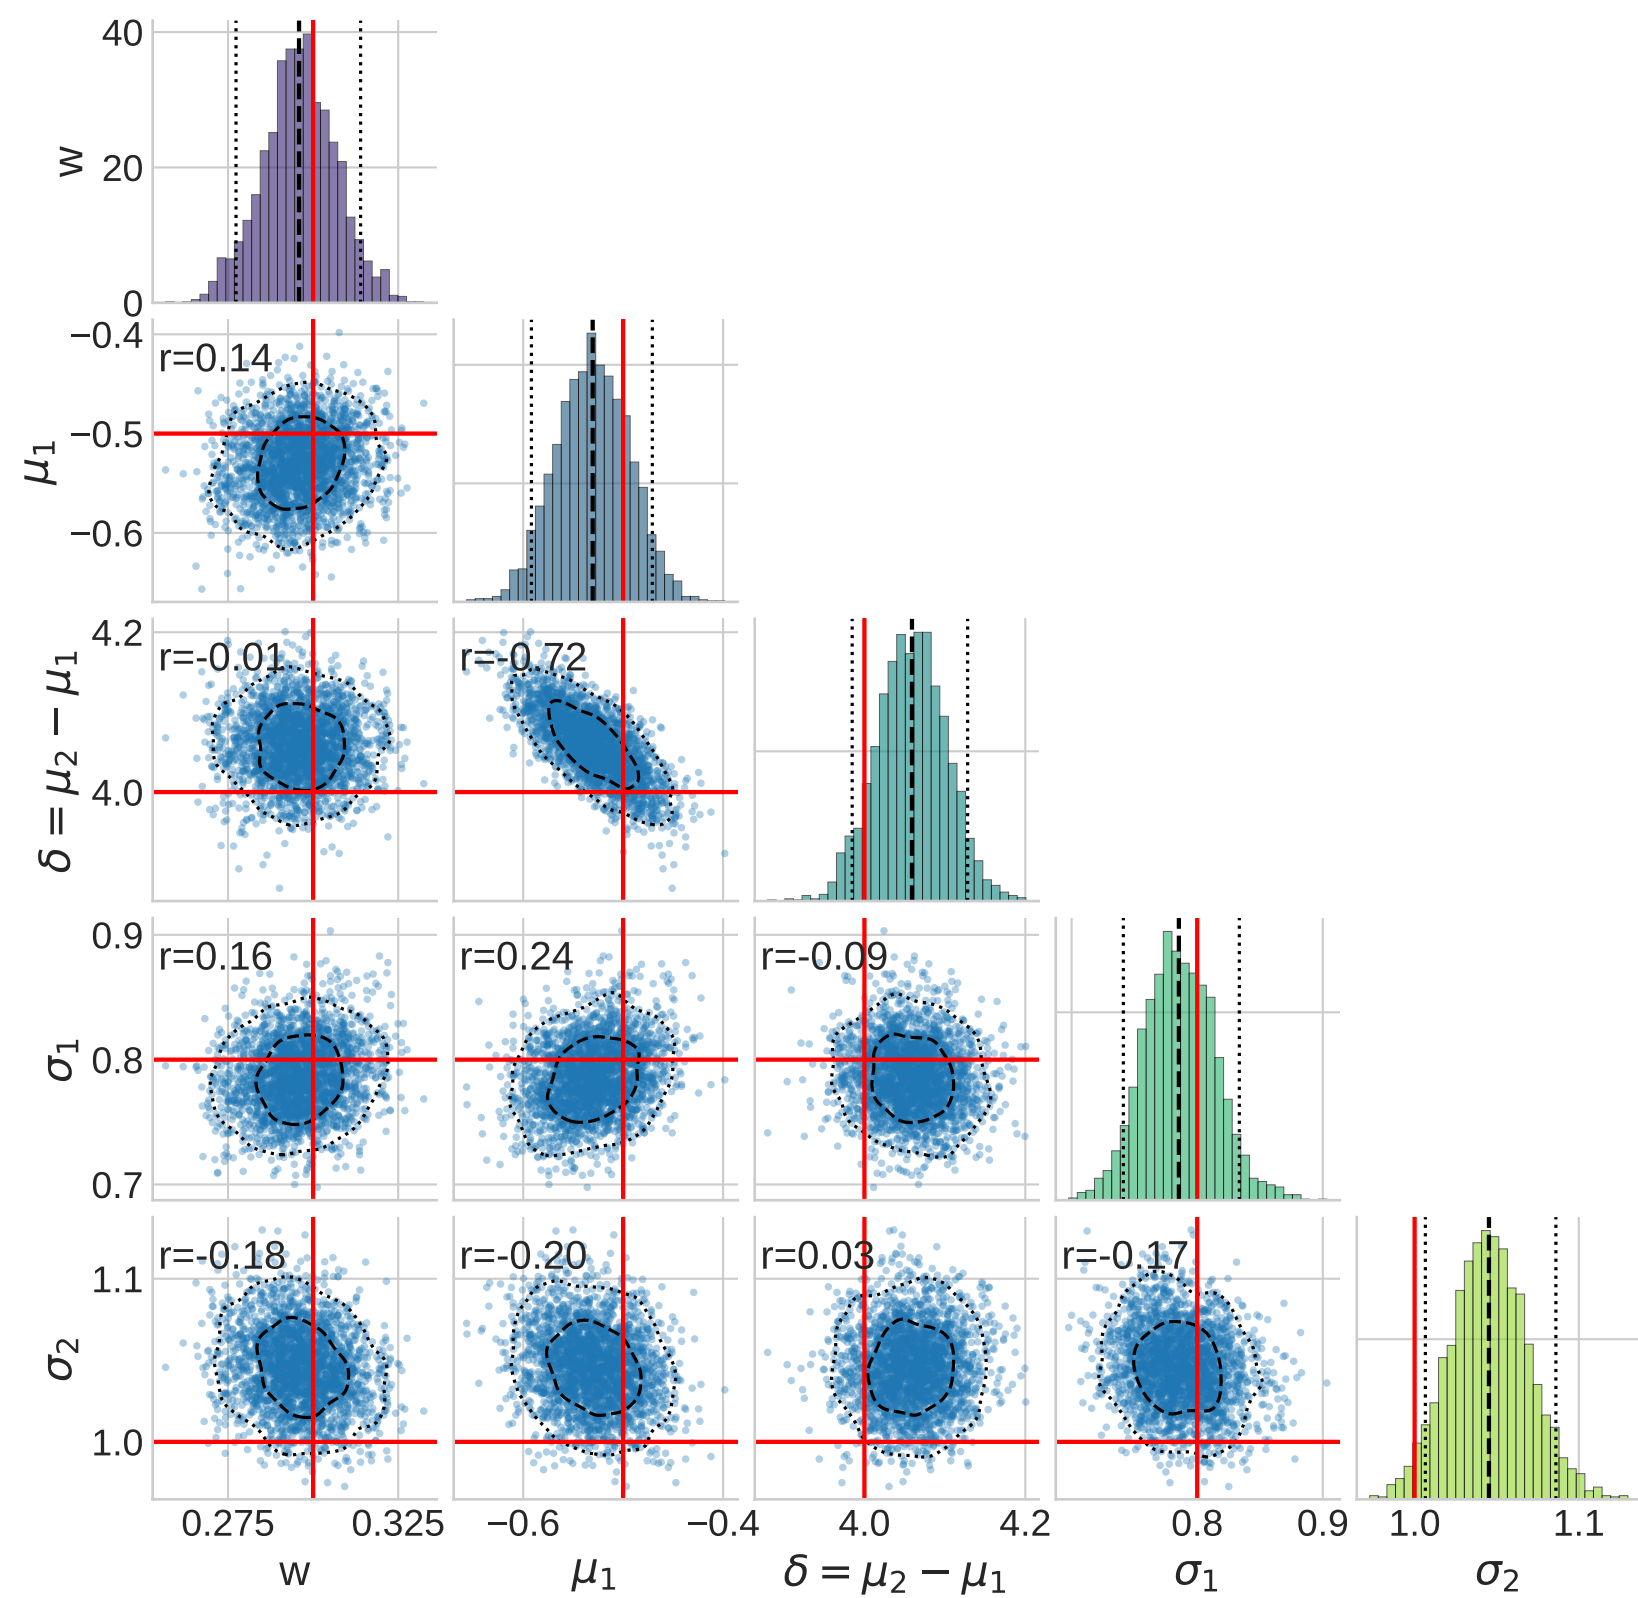 40
w
20
0
−0.4
r=0.14
μ1
−0.5
−0.6
4.2
r=-0.01
r=-0.72
δ = μ2 − μ1
4.0
0.9
r=0.16
r=0.24
r=-0.09
σ1
0.8
0.7
r=-0.18
r=-0.20
r=0.03
r=-0.17
1.1
σ2
1.0
0.275 0.325 −0.6 −0.4 4.0 4.2 0.8 0.9 1.0 1.1
w μ1 δ = μ2 − μ1 σ1 σ2